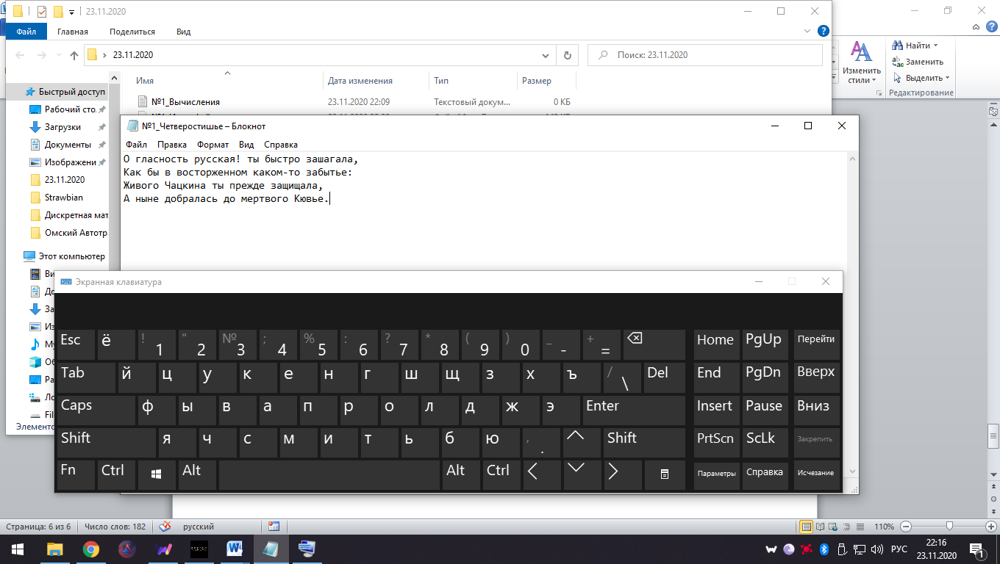 23.11.2020
Файл Главная Поделиться Вид
23.11.2020
Поиск: 23.11.2020
Имя Дата изменения Тип Размер
Быстрый доступ
Рабочий сто.
Загрузки
Документы
Изображени
23.11.2020
Strawbian
Дискретная мат
Омский Автотр
Этот компьютер
Ви
До
За
Из
Му
Об
Ра
Ло
File
Элементо
№1_Вычисления 23.11.2020 22:09 Текстовый докум... 0 КБ
Изменить
стили
Найти
Заменить
Выделить
Редактирование
№1_Четверостишье – Блокнот
Файл Правка Формат Вид Справка
О гласность русская! ты быстро зашагала,
Как бы в восторженном каком-то забытье:
Живого Чацкина ты прежде защищала,
А ныне добралась до мертвого Кювье.
Экранная клавиатура
Esc ё ! 1 " 2 № 3 ; 4 % 5 : 6 ? 7 * 8 ( 9 ) 0 _ - + = Home PgUp Перейти
Tab й ц у к е н г ш щ з х ъ / \ Del End PgDn Вверх
Caps ф ы в а п р о л д ж э Enter Insert Pause Вниз
Shift я ч с м и т ь б ю , . Shift PrtScn ScLk Закрепить
Fn Ctrl Alt Alt Ctrl Параметры Справка Исчезание
Страница: 6 из 6 Число слов: 182 русский 110%
РУС 22:16
23.11.2020
1